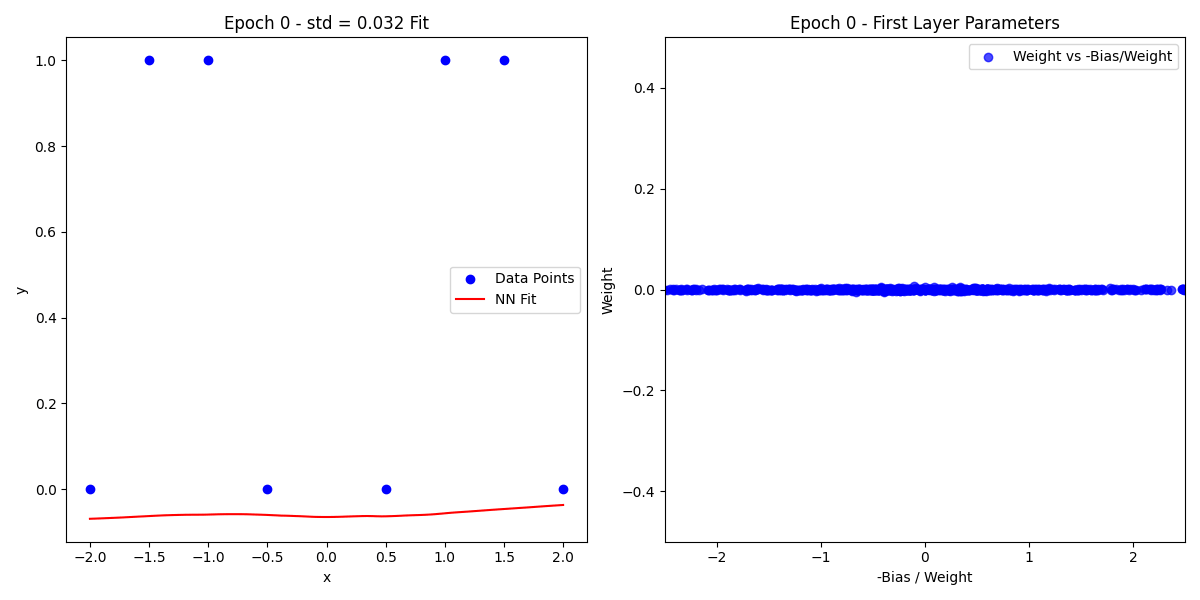 Epoch 0 - std = 0.032 Fit
1.0
0.8
0.6
0.4
0.2
0.0
y
Data Points
NN Fit
−2.0 −1.5 −1.0 −0.5 0.0 0.5 1.0 1.5 2.0
x
Epoch 0 - First Layer Parameters
Weight vs -Bias/Weight
0.4
0.2
0.0
−0.2
−0.4
Weight
−2 −1 0 1 2
-Bias / Weight